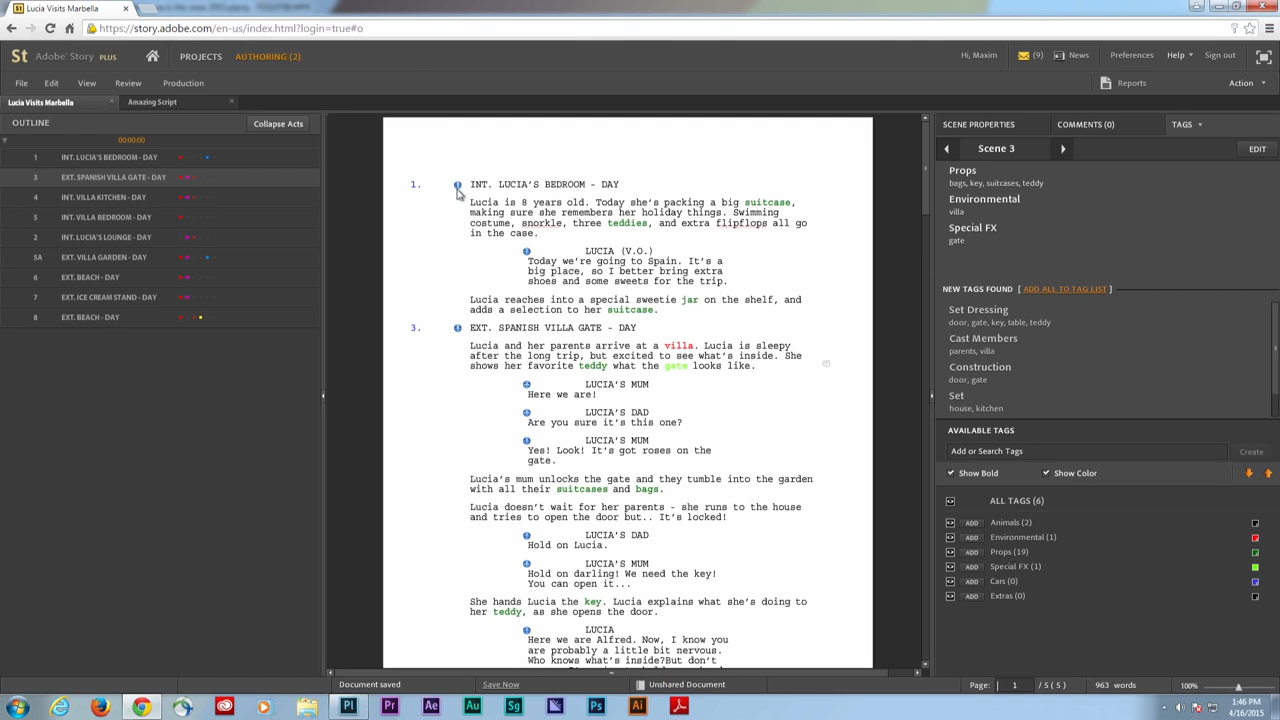 Lucia Visits Marbella
https://story.adobe.com/en-us/index.html?login=true#o
St Adobe Story PLUS PROJECTS AUTHORING (2) Hi, Maxim (9) News Preferences Help Sign out
File Edit View Review Production Reports Action
Lucia Visits Marbella Amazing Script
OUTLINE Collapse Acts
00:00:00
1 INT. LUCIA'S BEDROOM - DAY
3 EXT. SPANISH VILLA GATE - DAY
4 INT. VILLA KITCHEN - DAY
5 INT. VILLA BEDROOM - DAY
2 INT. LUCIA'S LOUNGE - DAY
5A EXT. VILLA GARDEN - DAY
6 EXT. BEACH - DAY
7 EXT. ICE CREAM STAND - DAY
8 EXT. BEACH - DAY
1. INT. LUCIA'S BEDROOM - DAY
Lucia is 8 years old. Today she's packing a big suitcase,
making sure she remembers her holiday things. Swimming
costume, snorkle, three teddies, and extra flipflops all go
in the case.
LUCIA (V.O.)
Today we're going to Spain. It's a
big place, so I better bring extra
shoes and some sweets for the trip.
Lucia reaches into a special sweetie jar on the shelf, and
adds a selection to her suitcase.
3. EXT. SPANISH VILLA GATE - DAY
Lucia and her parents arrive at a villa. Lucia is sleepy
after the long trip, but excited to see what's inside. She
shows her favorite teddy what the gate looks like.
LUCIA'S MUM
Here we are!
LUCIA'S DAD
Are you sure it's this one?
LUCIA'S MUM
Yes! Look! It's got roses on the
gate.
Lucia's mum unlocks the gate and they tumble into the garden
with all their suitcases and bags.
Lucia doesn't wait for her parents - she runs to the house
and tries to open the door but.. It's locked!
LUCIA'S DAD
Hold on Lucia.
LUCIA'S MUM
Hold on darling! We need the key!
You can open it...
She hands Lucia the key. Lucia explains what she's doing to
her teddy, as she opens the door.
LUCIA
Here we are Alfred. Now, I know you
are probably a little bit nervous.
Who knows what's inside?But don't
SCENE PROPERTIES COMMENTS (0) TAGS
Scene 3 EDIT
Props
bags, key, suitcases, teddy
Environmental
villa
Special FX
gate
NEW TAGS FOUND [ ADD ALL TO TAG LIST ]
Set Dressing
door, gate, key, table, teddy
Cast Members
parents, villa
Construction
door, gate
Set
house, kitchen
AVAILABLE TAGS
Add or Search Tags Create
Show Bold Show Color
ALL TAGS (6)
ADD Animals (2)
ADD Environmental (1)
ADD Props (19)
ADD Special FX (1)
ADD Cars (0)
ADD Extras (0)
Document saved Save Now Unshared Document Page: 1 / 5 ( 5 ) 963 words 100%
Pl Pr Ae Au Sg Ps Ai
1:46 PM
4/16/2015